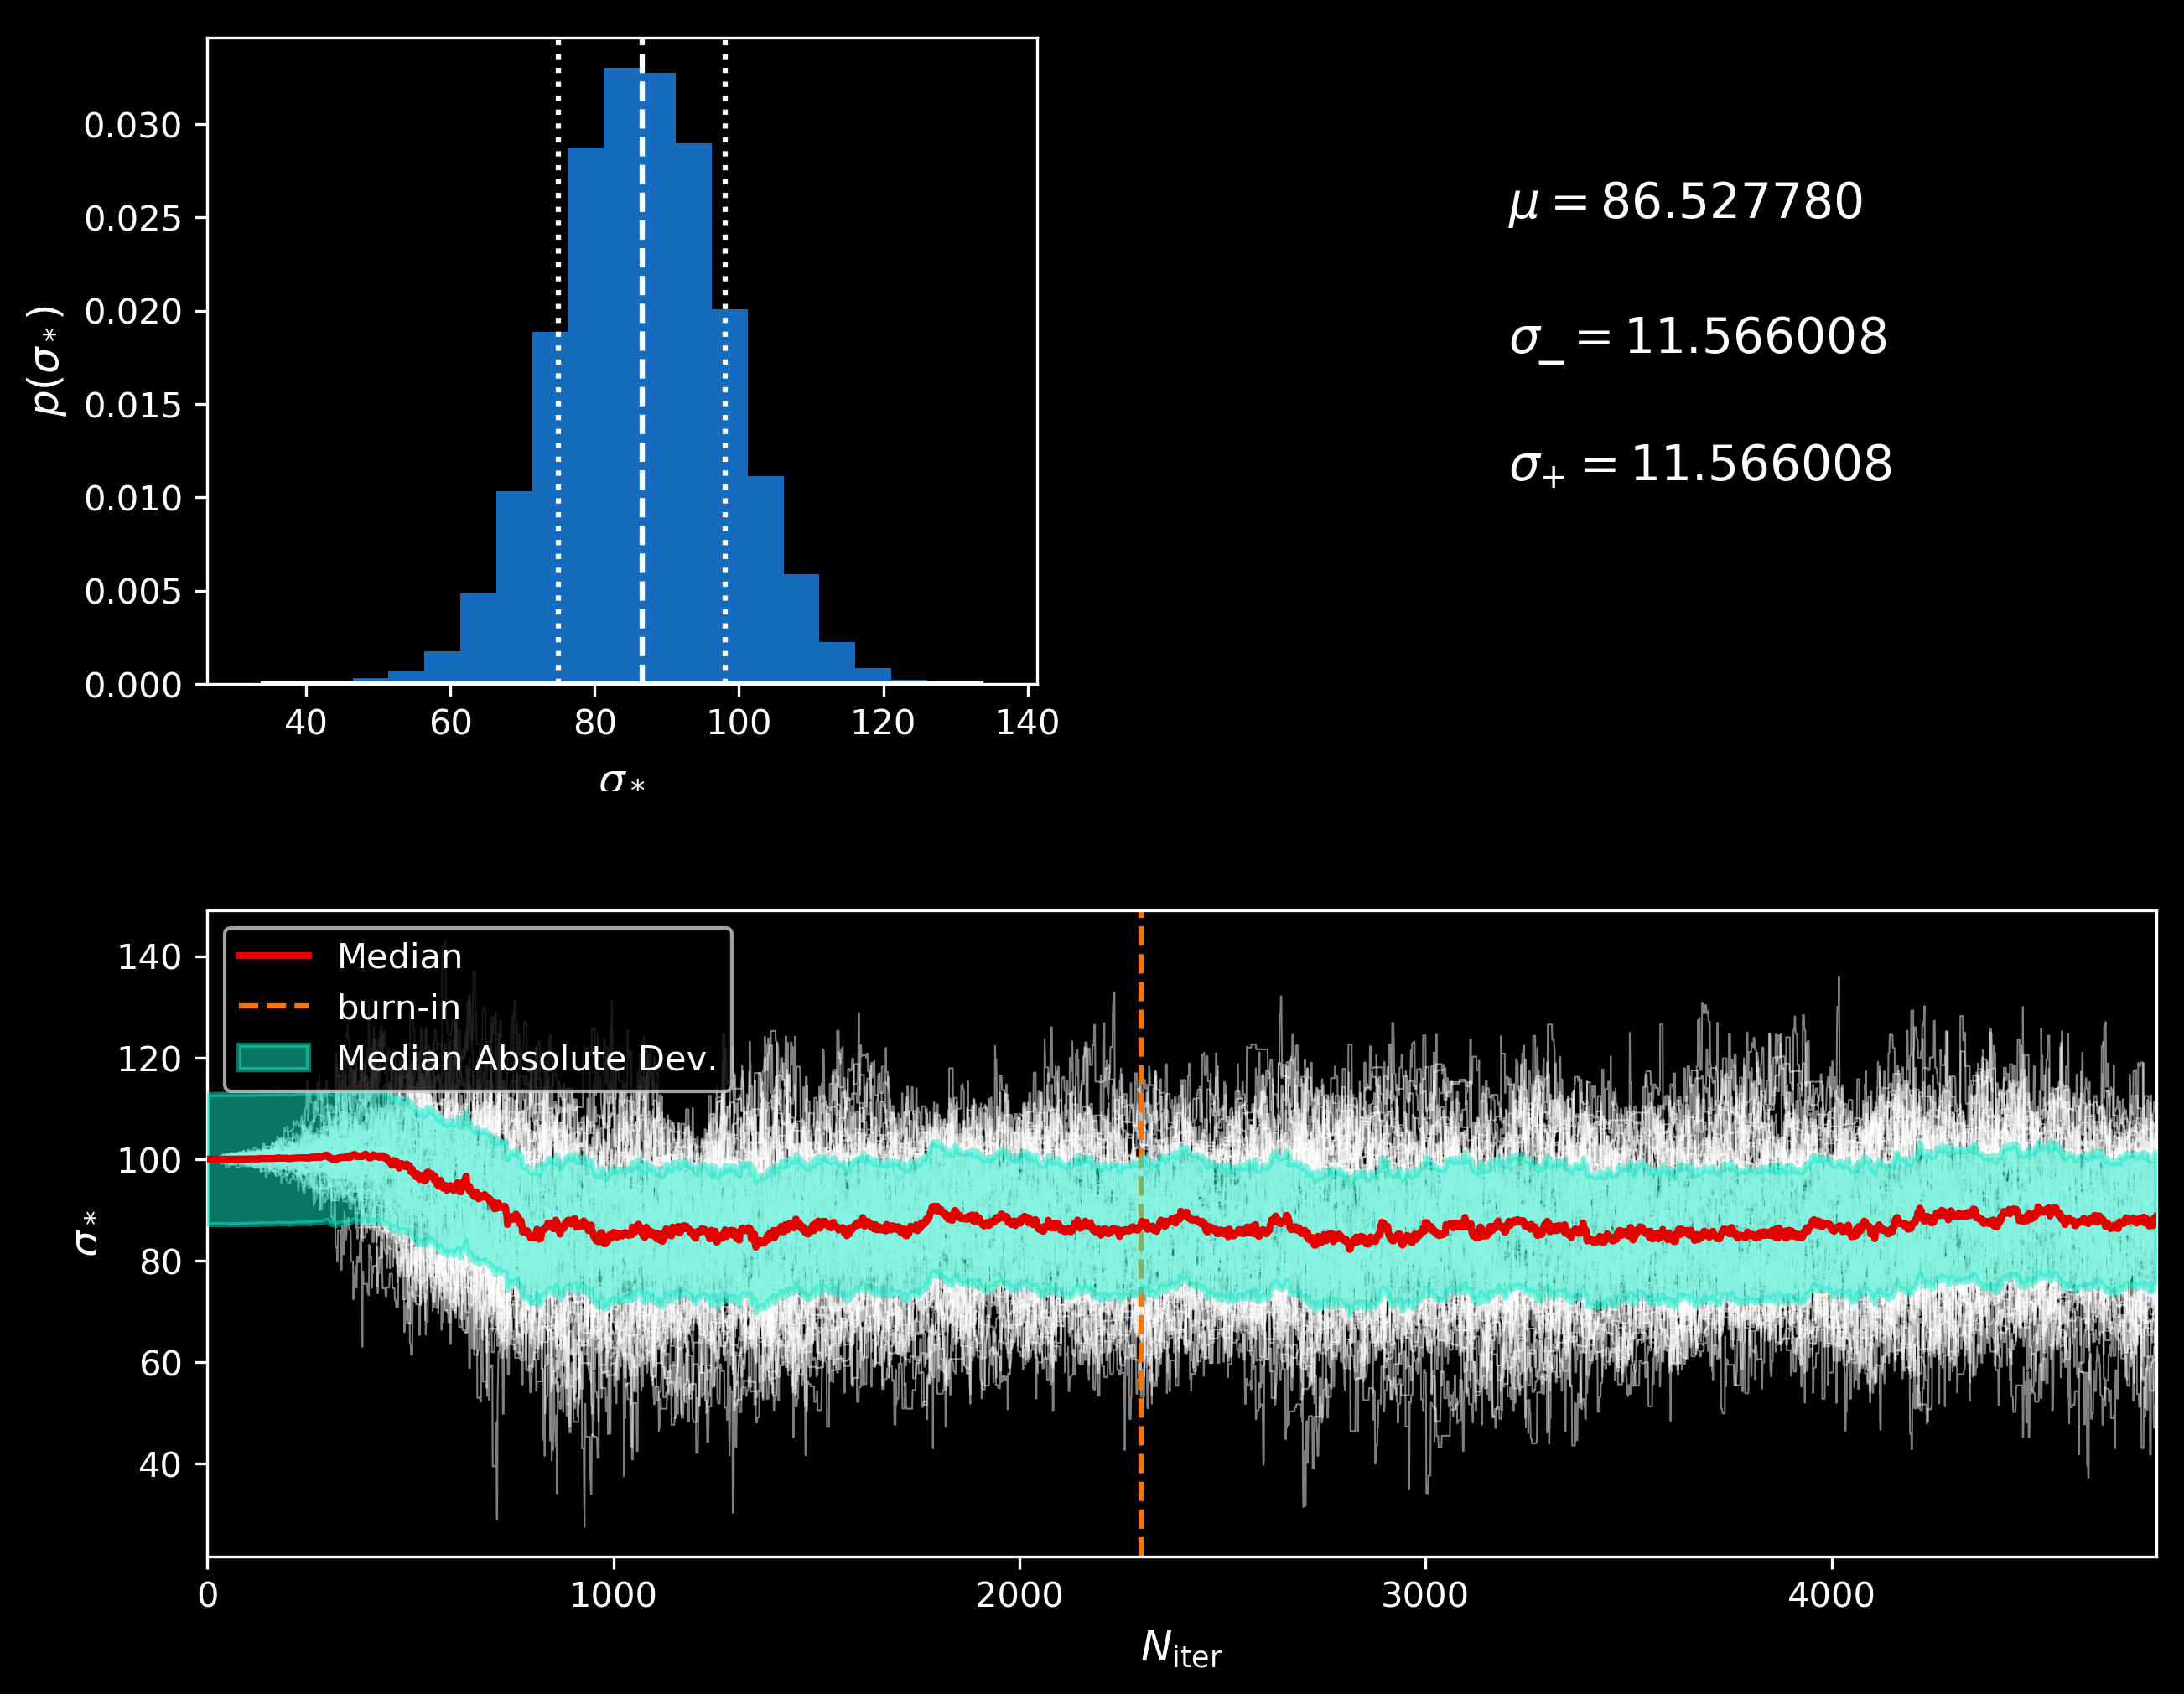 p(σ∗)
0.030
0.025
0.020
0.015
0.010
0.005
0.000
40 60 80 100 120 140
σ∗
μ = 86.527780
σ_ = 11.566008
σ+ = 11.566008
Median
burn-in
Median Absolute Dev.
σ∗
140
120
100
80
60
40
0 1000 2000 3000 4000
Niter